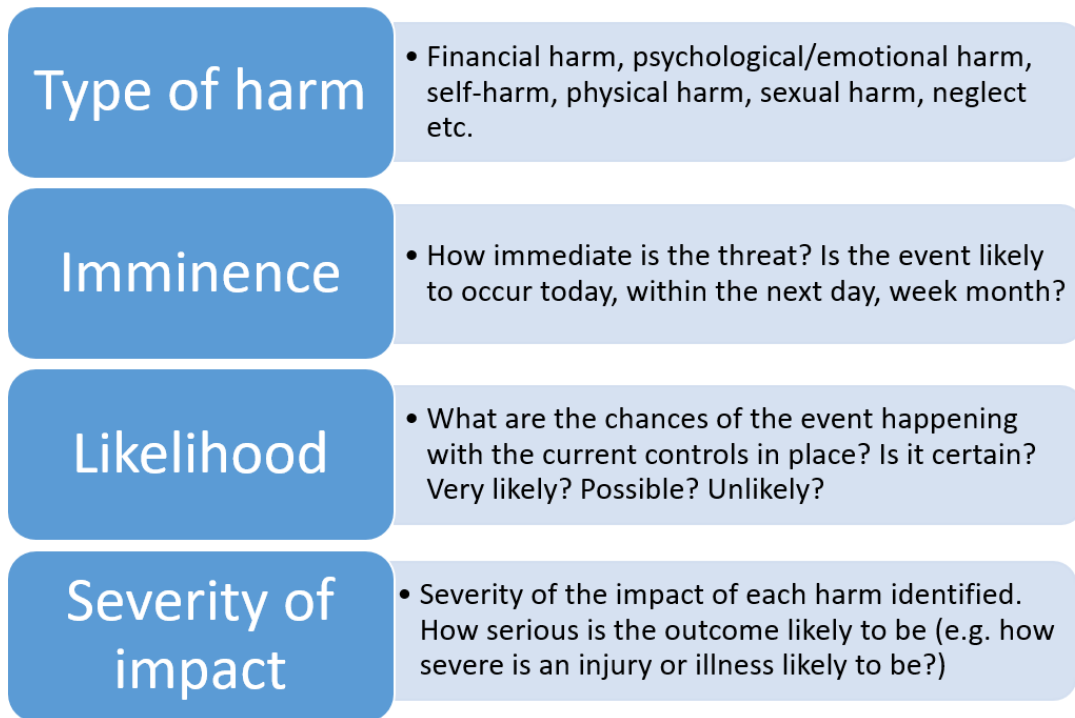 Type of harm
• Financial harm, psychological/emotional harm,
self-harm, physical harm, sexual harm, neglect
etc.
Imminence
• How immediate is the threat? Is the event likely
to occur today, within the next day, week month?
Likelihood
• What are the chances of the event happening
with the current controls in place? Is it certain?
Very likely? Possible? Unlikely?
Severity of
impact
• Severity of the impact of each harm identified.
How serious is the outcome likely to be (e.g. how
severe is an injury or illness likely to be?)